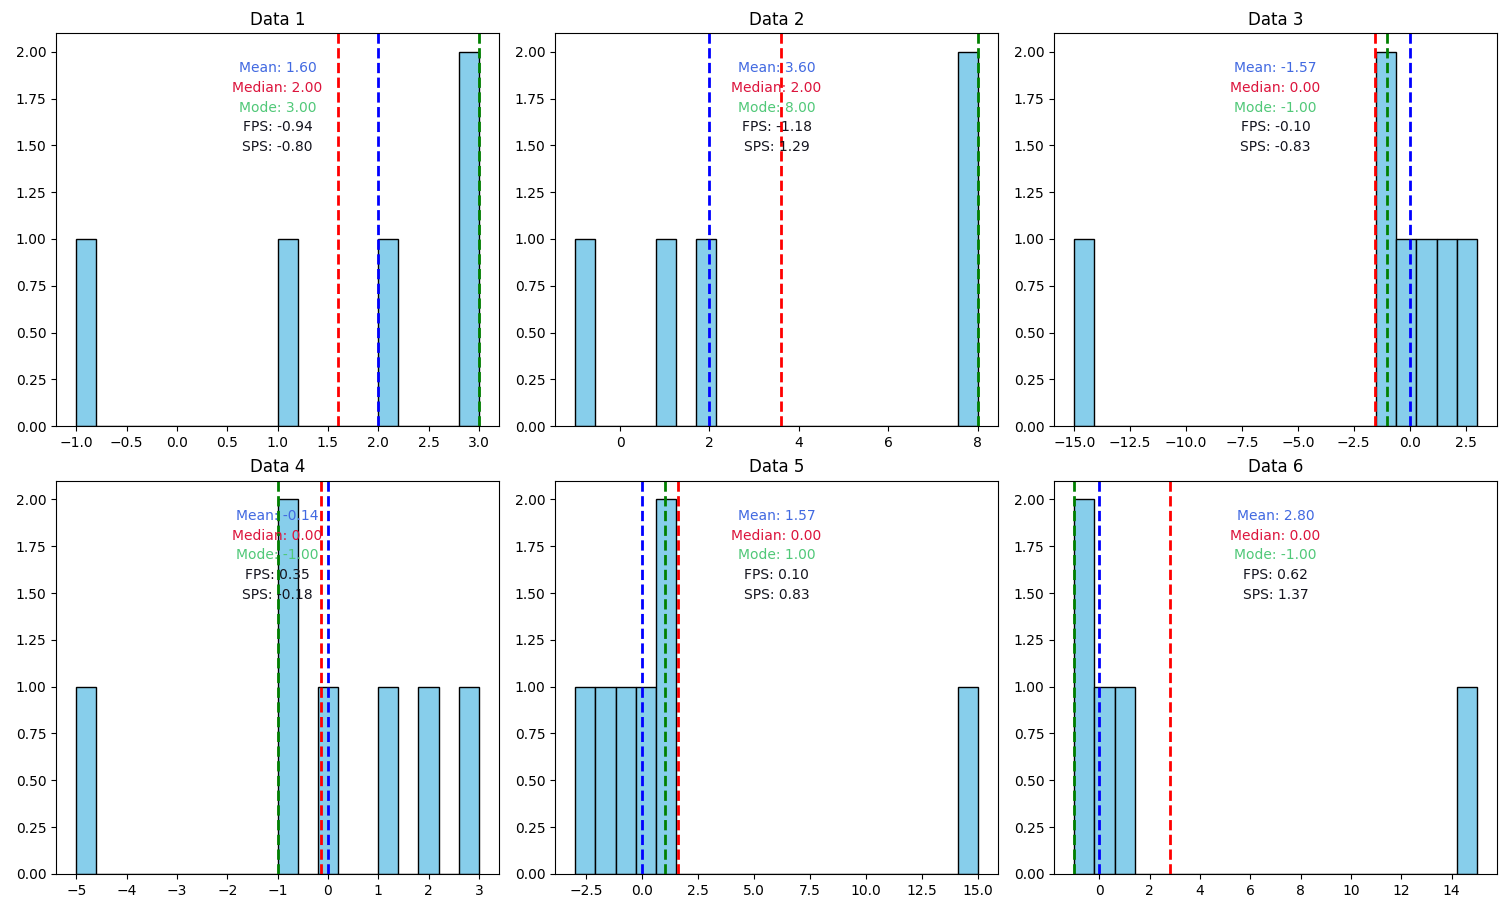 Data 1
2.00
1.75
1.50
1.25
1.00
0.75
0.50
0.25
0.00
Mean: 1.60
Median: 2.00
Mode: 3.00
FPS: -0.94
SPS: -0.80
−1.0 −0.5 0.0 0.5 1.0 1.5 2.0 2.5 3.0
Data 2
2.00
1.75
1.50
1.25
1.00
0.75
0.50
0.25
0.00
Mean: 3.60
Median: 2.00
Mode: 8.00
FPS: -1.18
SPS: 1.29
0 2 4 6 8
Data 3
2.00
1.75
1.50
1.25
1.00
0.75
0.50
0.25
0.00
Mean: -1.57
Median: 0.00
Mode: -1.00
FPS: -0.10
SPS: -0.83
−15.0 −12.5 −10.0 −7.5 −5.0 −2.5 0.0 2.5
Data 4
2.00
1.75
1.50
1.25
1.00
0.75
0.50
0.25
0.00
Mean: -0.14
Median: 0.00
Mode: -1.00
FPS: 0.35
SPS: -0.18
−5 −4 −3 −2 −1 0 1 2 3
Data 5
2.00
1.75
1.50
1.25
1.00
0.75
0.50
0.25
0.00
Mean: 1.57
Median: 0.00
Mode: 1.00
FPS: 0.10
SPS: 0.83
−2.5 0.0 2.5 5.0 7.5 10.0 12.5 15.0
Data 6
2.00
1.75
1.50
1.25
1.00
0.75
0.50
0.25
0.00
Mean: 2.80
Median: 0.00
Mode: -1.00
FPS: 0.62
SPS: 1.37
0 2 4 6 8 10 12 14